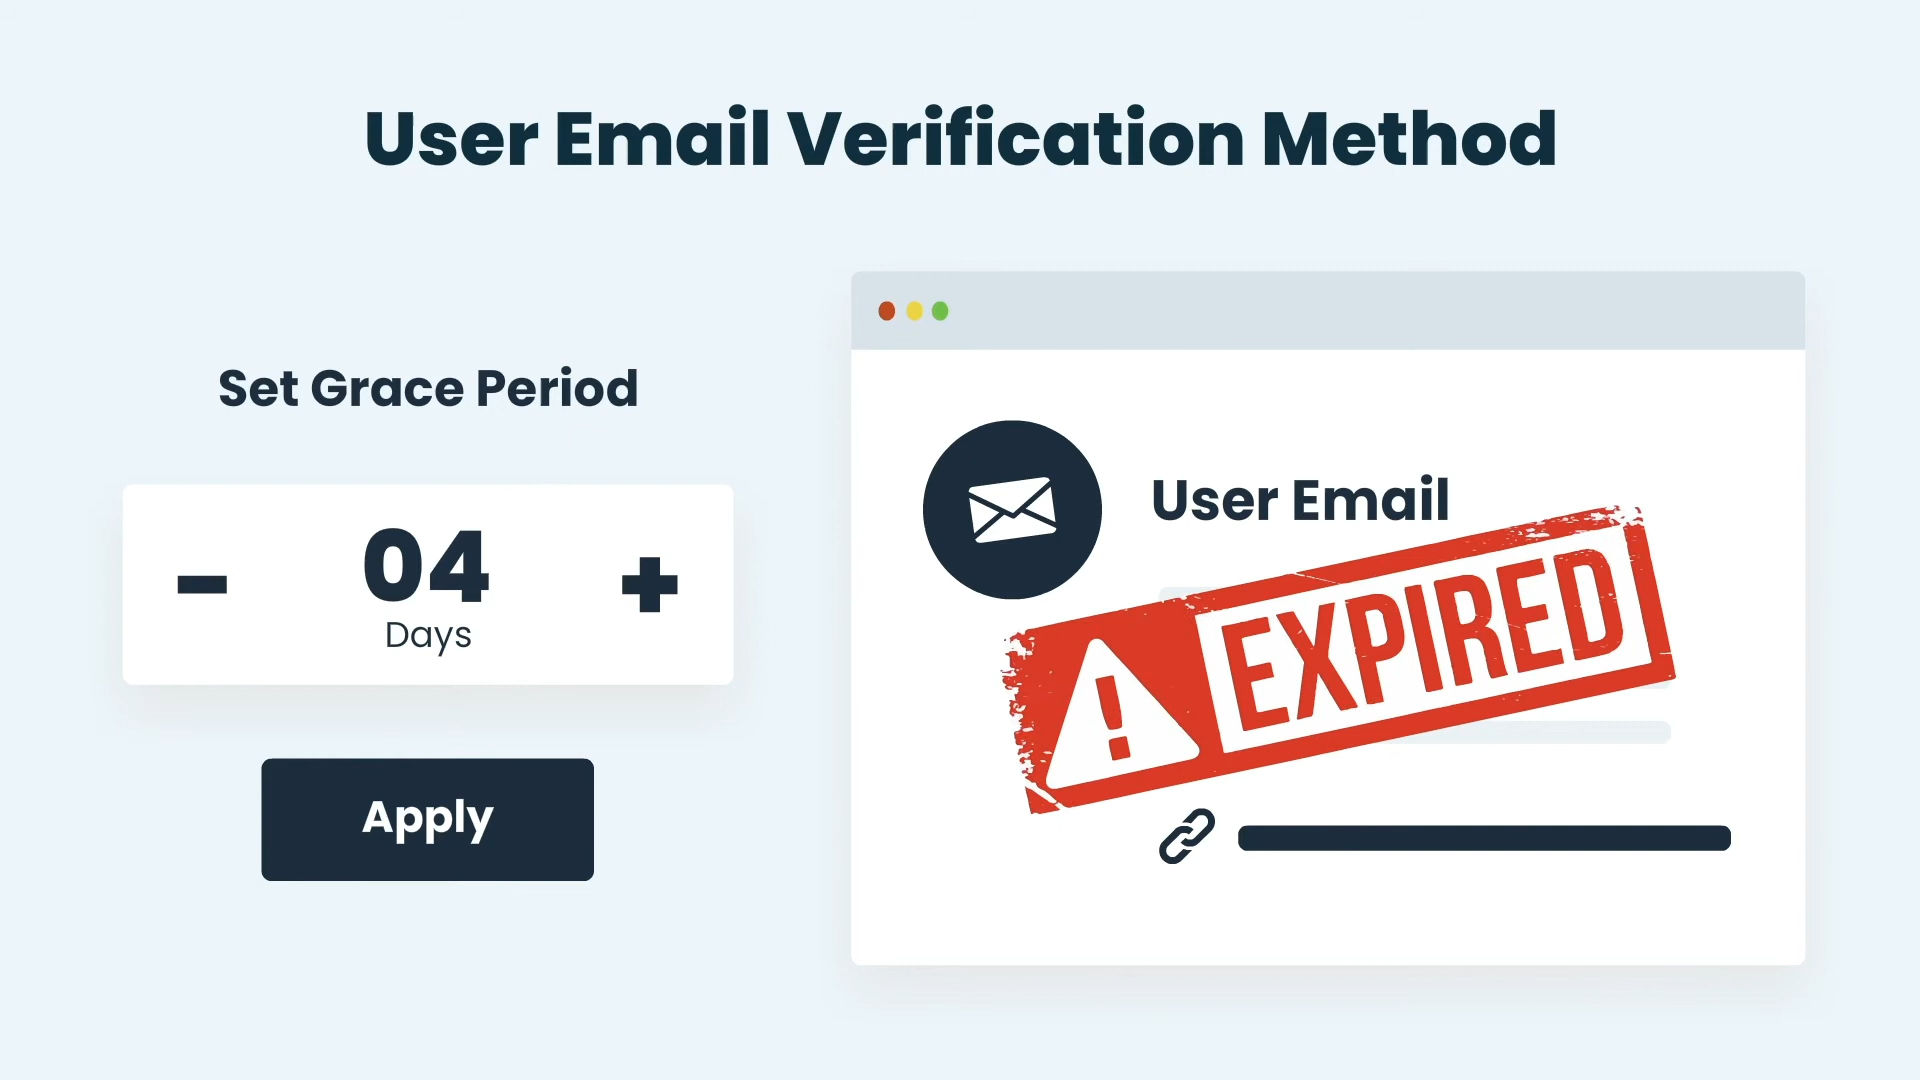 User Email Verification Method
Set Grace Period
04
Days
Apply
User Email
EXPIRED